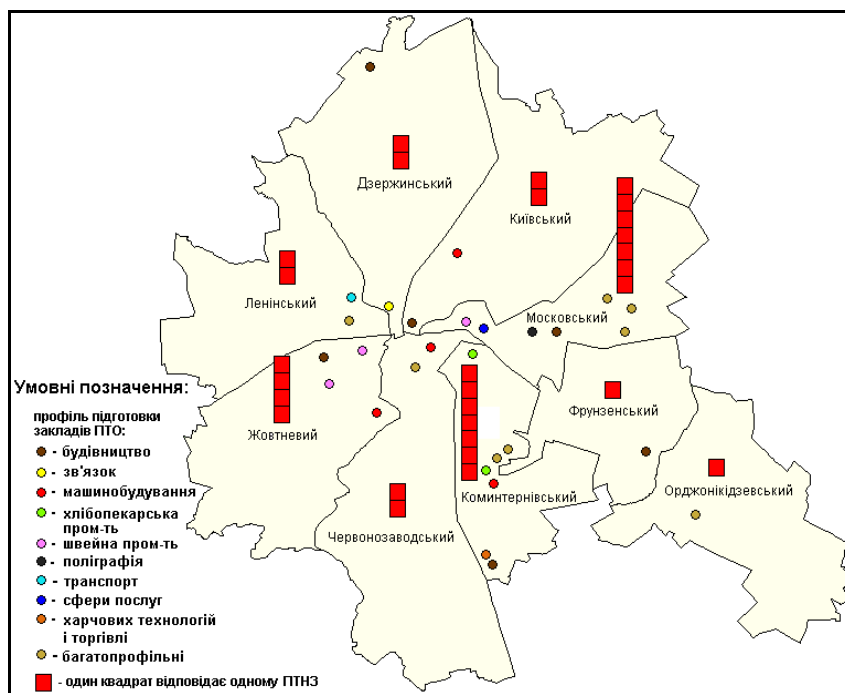 Дзержинський
Київський
Ленінський
Московський
Фрунзенський
Жовтневий
Орджонікідзевський
Коминтернівський
Червонозаводський
Умовні позначення:
профіль підготовки
закладів ПТО:
- будівництво
- зв'язок
- машинобудування
- хлібопекарська
пром-ть
- швейна пром-ть
- поліграфія
- транспорт
- сфери послуг
- харчових технологій
і торгівлі
- багатопрофільні
- один квадрат відповідає одному ПТНЗ